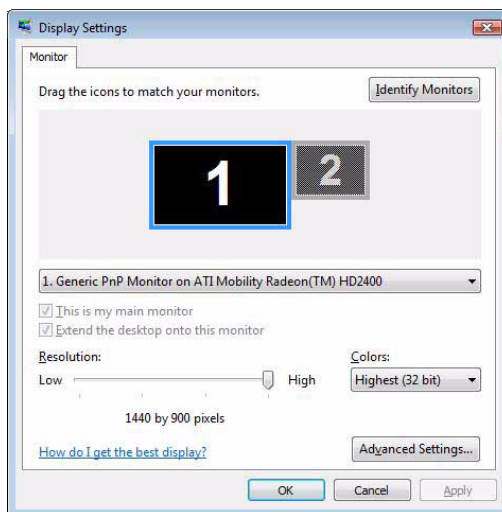 Display Settings
Monitor
Drag the icons to match your monitors.
Identify Monitors
1
2
1. Generic PnP Monitor on ATI Mobility Radeon(TM) HD2400
This is my main monitor
Extend the desktop onto this monitor
Resolution:
Colors:
Low
High
Highest (32 bit)
1440 by 900 pixels
How do I get the best display?
Advanced Settings...
OK
Cancel
Apply